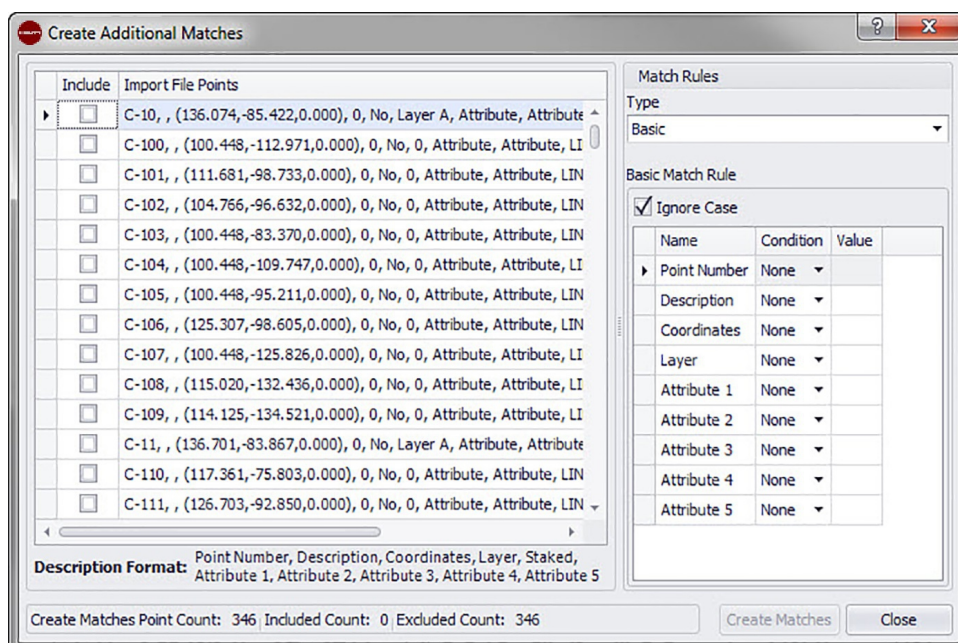 Create Additional Matches
Include Import File Points
C-10, , (136.074,-85.422,0.000), 0, No, Layer A, Attribute, Attribute
C-100, , (100.448,-112.971,0.000), 0, No, 0, Attribute, Attribute, LI
C-101, , (111.681,-98.733,0.000), 0, No, 0, Attribute, Attribute, LIN
C-102, , (104.766,-96.632,0.000), 0, No, 0, Attribute, Attribute, LIN
C-103, , (100.448,-83.370,0.000), 0, No, 0, Attribute, Attribute, LIN
C-104, , (100.448,-109.747,0.000), 0, No, 0, Attribute, Attribute, LI
C-105, , (100.448,-95.211,0.000), 0, No, 0, Attribute, Attribute, LIN
C-106, , (125.307,-98.605,0.000), 0, No, 0, Attribute, Attribute, LIN
C-107, , (100.448,-125.826,0.000), 0, No, 0, Attribute, Attribute, LI
C-108, , (115.020,-132.436,0.000), 0, No, 0, Attribute, Attribute, LI
C-109, , (114.125,-134.521,0.000), 0, No, 0, Attribute, Attribute, LI
C-11, , (136.701,-83.867,0.000), 0, No, Layer A, Attribute, Attribute
C-110, , (117.361,-75.803,0.000), 0, No, 0, Attribute, Attribute, LIN
C-111, , (126.703,-92.850,0.000), 0, No, 0, Attribute, Attribute, LIN
Description Format: Point Number, Description, Coordinates, Layer, Staked,
Attribute 1, Attribute 2, Attribute 3, Attribute 4, Attribute 5
Match Rules
Type
Basic
Basic Match Rule
Ignore Case
Name Condition Value
Point Number None
Description None
Coordinates None
Layer None
Attribute 1 None
Attribute 2 None
Attribute 3 None
Attribute 4 None
Attribute 5 None
Create Matches Point Count: 346 Included Count: 0 Excluded Count: 346
Create Matches Close